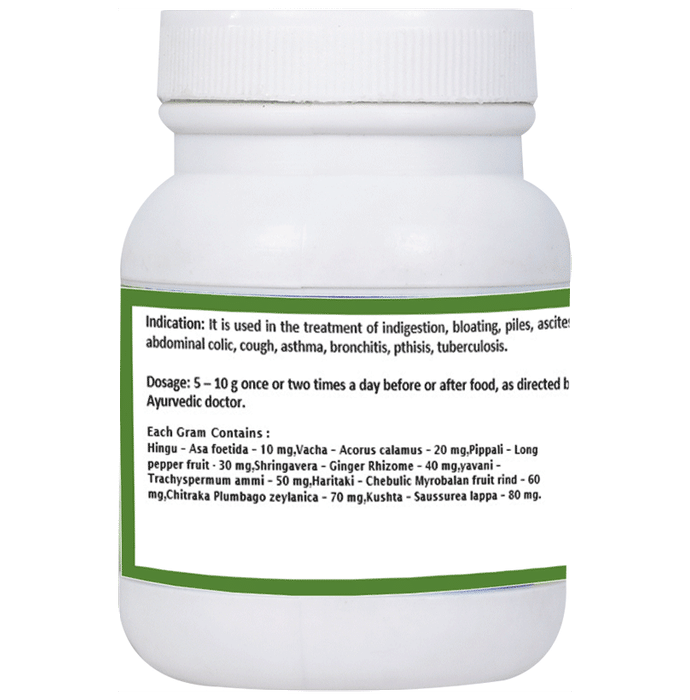 Indication: It is used in the treatment of indigestion, bloating, piles, ascites
abdominal colic, cough, asthma, bronchitis, pthisis, tuberculosis.
Dosage: 5 – 10 g once or two times a day before or after food, as directed b
Ayurvedic doctor.
Each Gram Contains :
Hingu - Asa foetida - 10 mg,Vacha - Acorus calamus - 20 mg,Pippali - Long
pepper fruit - 30 mg,Shringavera - Ginger Rhizome - 40 mg,yavani -
Trachyspermum ammi - 50 mg,Haritaki - Chebulic Myrobalan fruit rind - 60
mg,Chitraka Plumbago zeylanica - 70 mg,Kushta - Saussurea lappa - 80 mg.